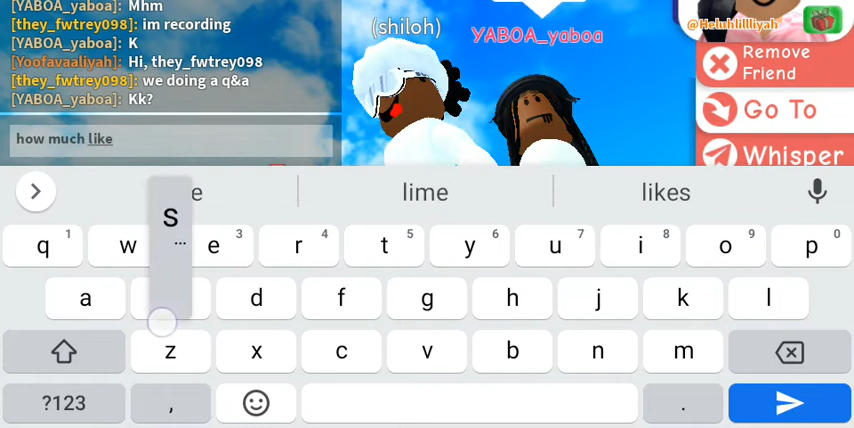 [YABOA_yaboa]: Mhm
[they_fwtrey098]: im recording
[YABOA_yaboa]: K
[Yoofavaaliyah]: Hi, they_fwtrey098
[they_fwtrey098]: we doing a q&a
[YABOA_yaboa]: Kk?
how much like
(shiloh)
YABOA_yaboa
@Heluhlillliyah
Remove
Friend
Go To
Whisper
lime likes
s
...
q 1 w e 3 r 4 t 5 y 6 u 7 i 8 o 9 p 0
a d f g h j k l
z x c v b n m
?123 , .